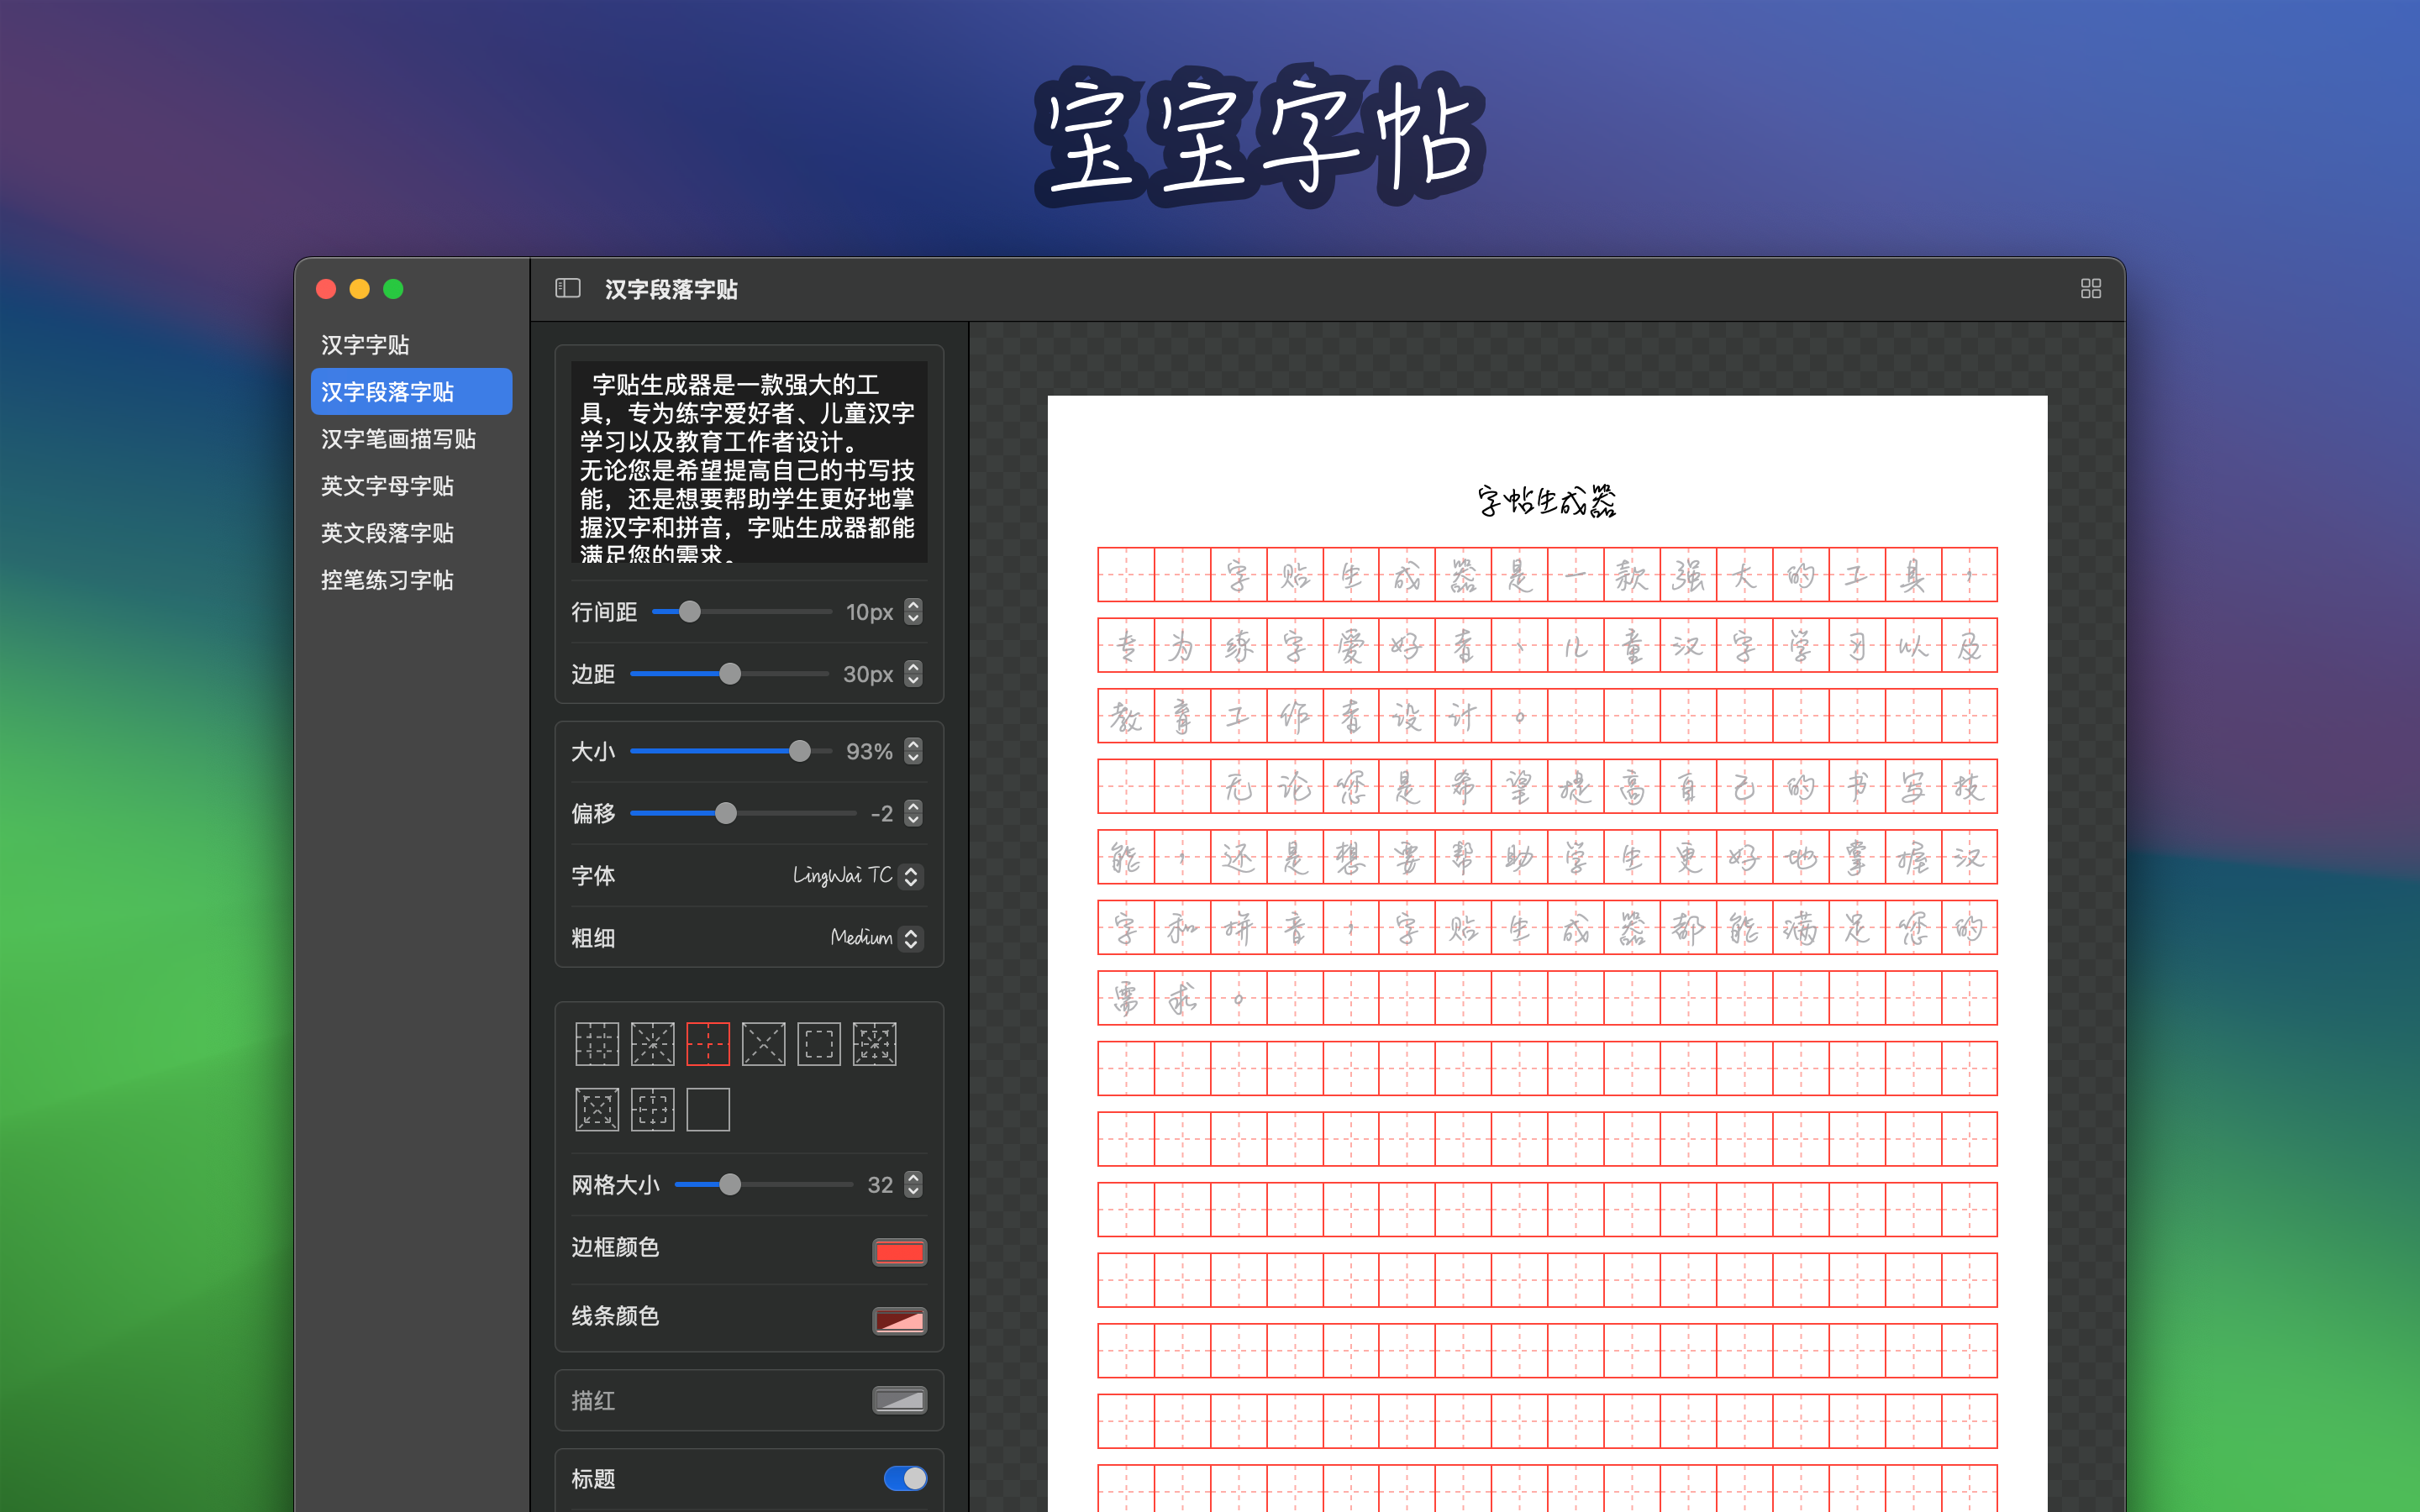 宝宝字帖
汉字段落字贴
汉字字贴
汉字段落字贴
汉字笔画描写贴
英文字母字贴
英文段落字贴
控笔练习字帖
字贴生成器是一款强大的工
具，专为练字爱好者、儿童汉字
学习以及教育工作者设计。
无论您是希望提高自己的书写技
能，还是想要帮助学生更好地掌
握汉字和拼音，字贴生成器都能
满足您的需求。
行间距 10px
边距 30px
大小 93%
偏移 -2
字体 LingWai TC
粗细 Medium
网格大小 32
边框颜色
线条颜色
描红
标题
字帖生成器
字贴生成器是一款强大的工具，
专为练字爱好者、儿童汉字学习以及
教育工作者设计。
无论您是希望提高自己的书写技
能，还是想要帮助学生更好地掌握汉
字和拼音，字贴生成器都能满足您的
需求。